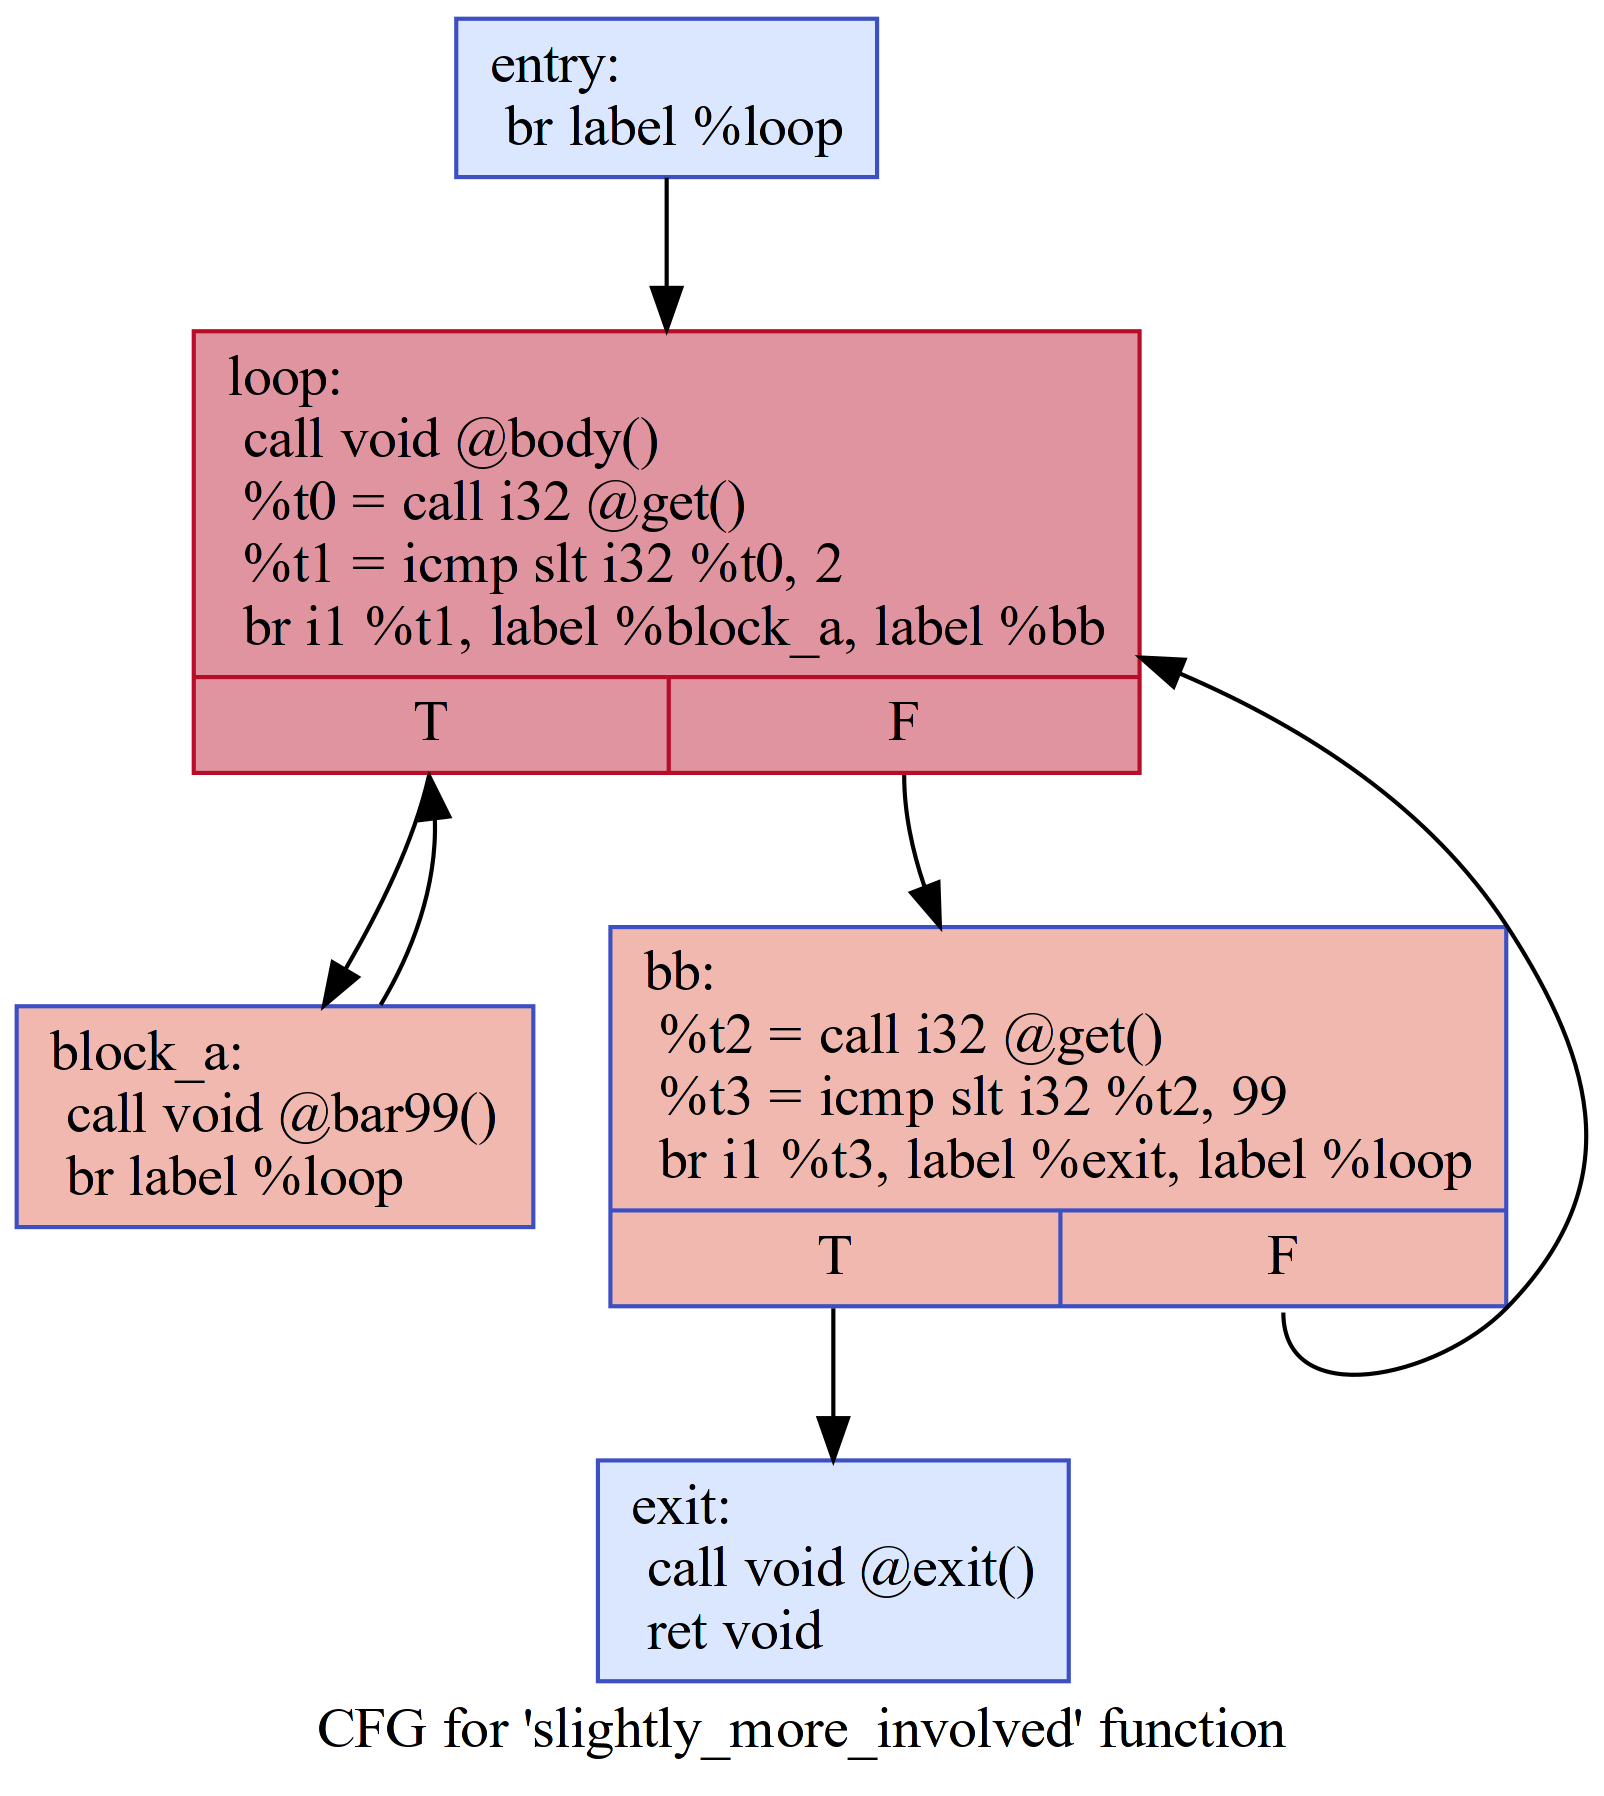 entry:
br label %loop
loop:
call void @body()
%t0 = call i32 @get()
%t1 = icmp slt i32 %t0, 2
br i1 %t1, label %block_a, label %bb
T
F
block_a:
call void @bar99()
br label %loop
bb:
%t2 = call i32 @get()
%t3 = icmp slt i32 %t2, 99
br i1 %t3, label %exit, label %loop
T
F
exit:
call void @exit()
ret void
CFG for 'slightly_more_involved' function